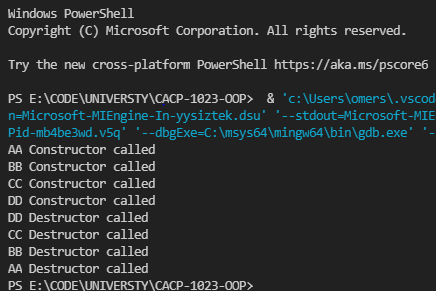 Windows PowerShell
Copyright (C) Microsoft Corporation. All rights reserved.
Try the new cross-platform PowerShell https://aka.ms/pscore6
PS E:\CODE\UNIVERSTY\CACP-1023-OOP>  & 'c:\Users\omers\.vscod
n=Microsoft-MIEngine-In-yysiztek.dsu' '--stdout=Microsoft-MIE
Pid-mb4be3wd.v5q' '--dbgExe=C:\msys64\mingw64\bin\gdb.exe' '-
AA Constructor called
BB Constructor called
CC Constructor called
DD Constructor called
DD Destructor called
CC Destructor called
BB Destructor called
AA Destructor called
PS E:\CODE\UNIVERSTY\CACP-1023-OOP>